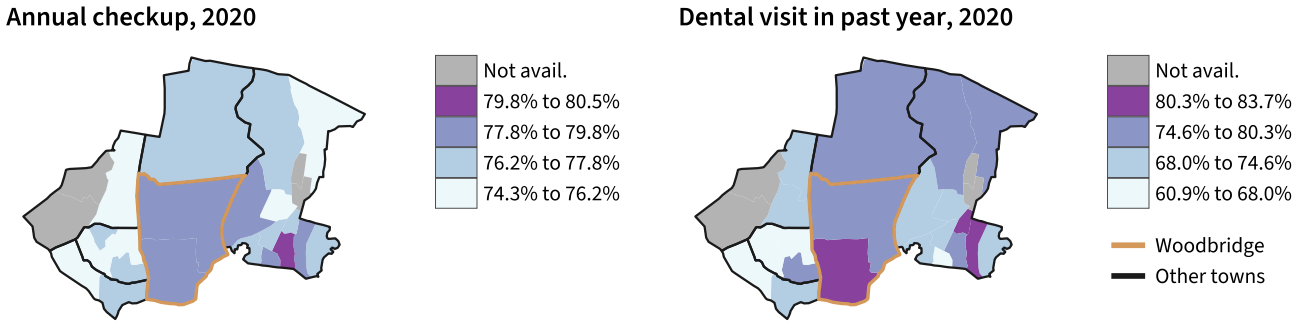 Annual checkup, 2020
Not avail.
79.8% to 80.5%
77.8% to 79.8%
76.2% to 77.8%
74.3% to 76.2%
Dental visit in past year, 2020
Not avail.
80.3% to 83.7%
74.6% to 80.3%
68.0% to 74.6%
60.9% to 68.0%
Woodbridge
Other towns